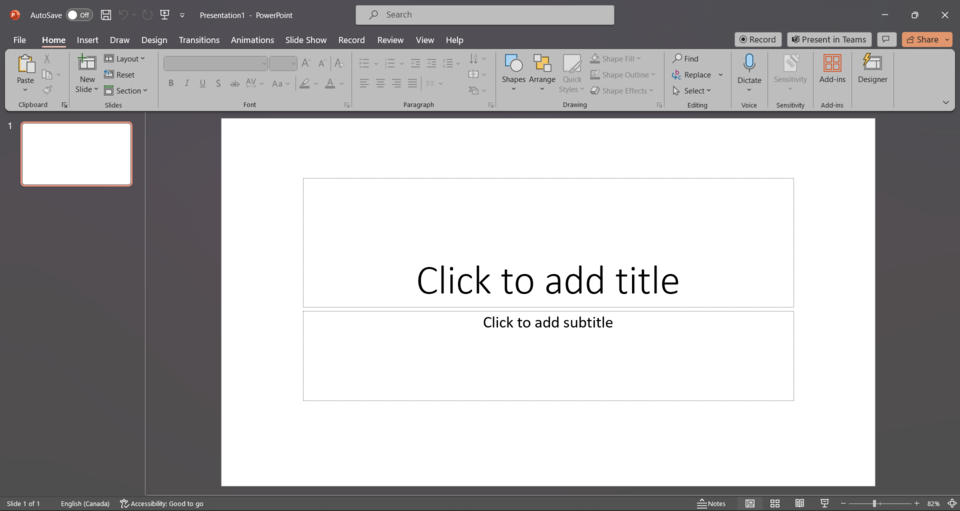 AutoSave Off Presentation1 - PowerPoint Search
File Home Insert Draw Design Transitions Animations Slide Show Record Review View Help Record Present in Teams Share
Paste
Clipboard
New
Slide
Layout
Reset
Section
Slides
B I U S ab AV Aa A
Font
Paragraph
Shapes
Arrange
Quick
Styles
Shape Fill
Shape Outline
Shape Effects
Drawing
Find
Replace
Select
Editing
Dictate
Voice
Sensitivity
Sensitivity
Add-ins
Add-ins
Designer
1
Click to add title
Click to add subtitle
Slide 1 of 1 English (Canada) Accessibility: Good to go Notes 82%